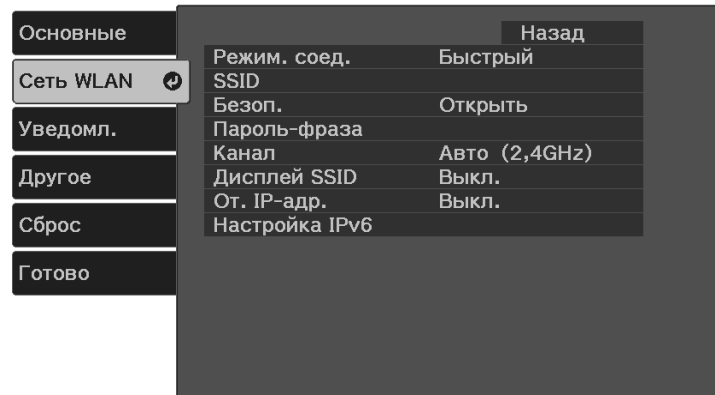 Основные
Сеть WLAN
Уведомл.
Другое
Сброс
Готово
Назад
Режим. соед. Быстрый
SSID
Безоп. Открыть
Пароль-фраза
Канал Авто (2,4GHz)
Дисплей SSID Выкл.
От. IP-адр. Выкл.
Настройка IPv6